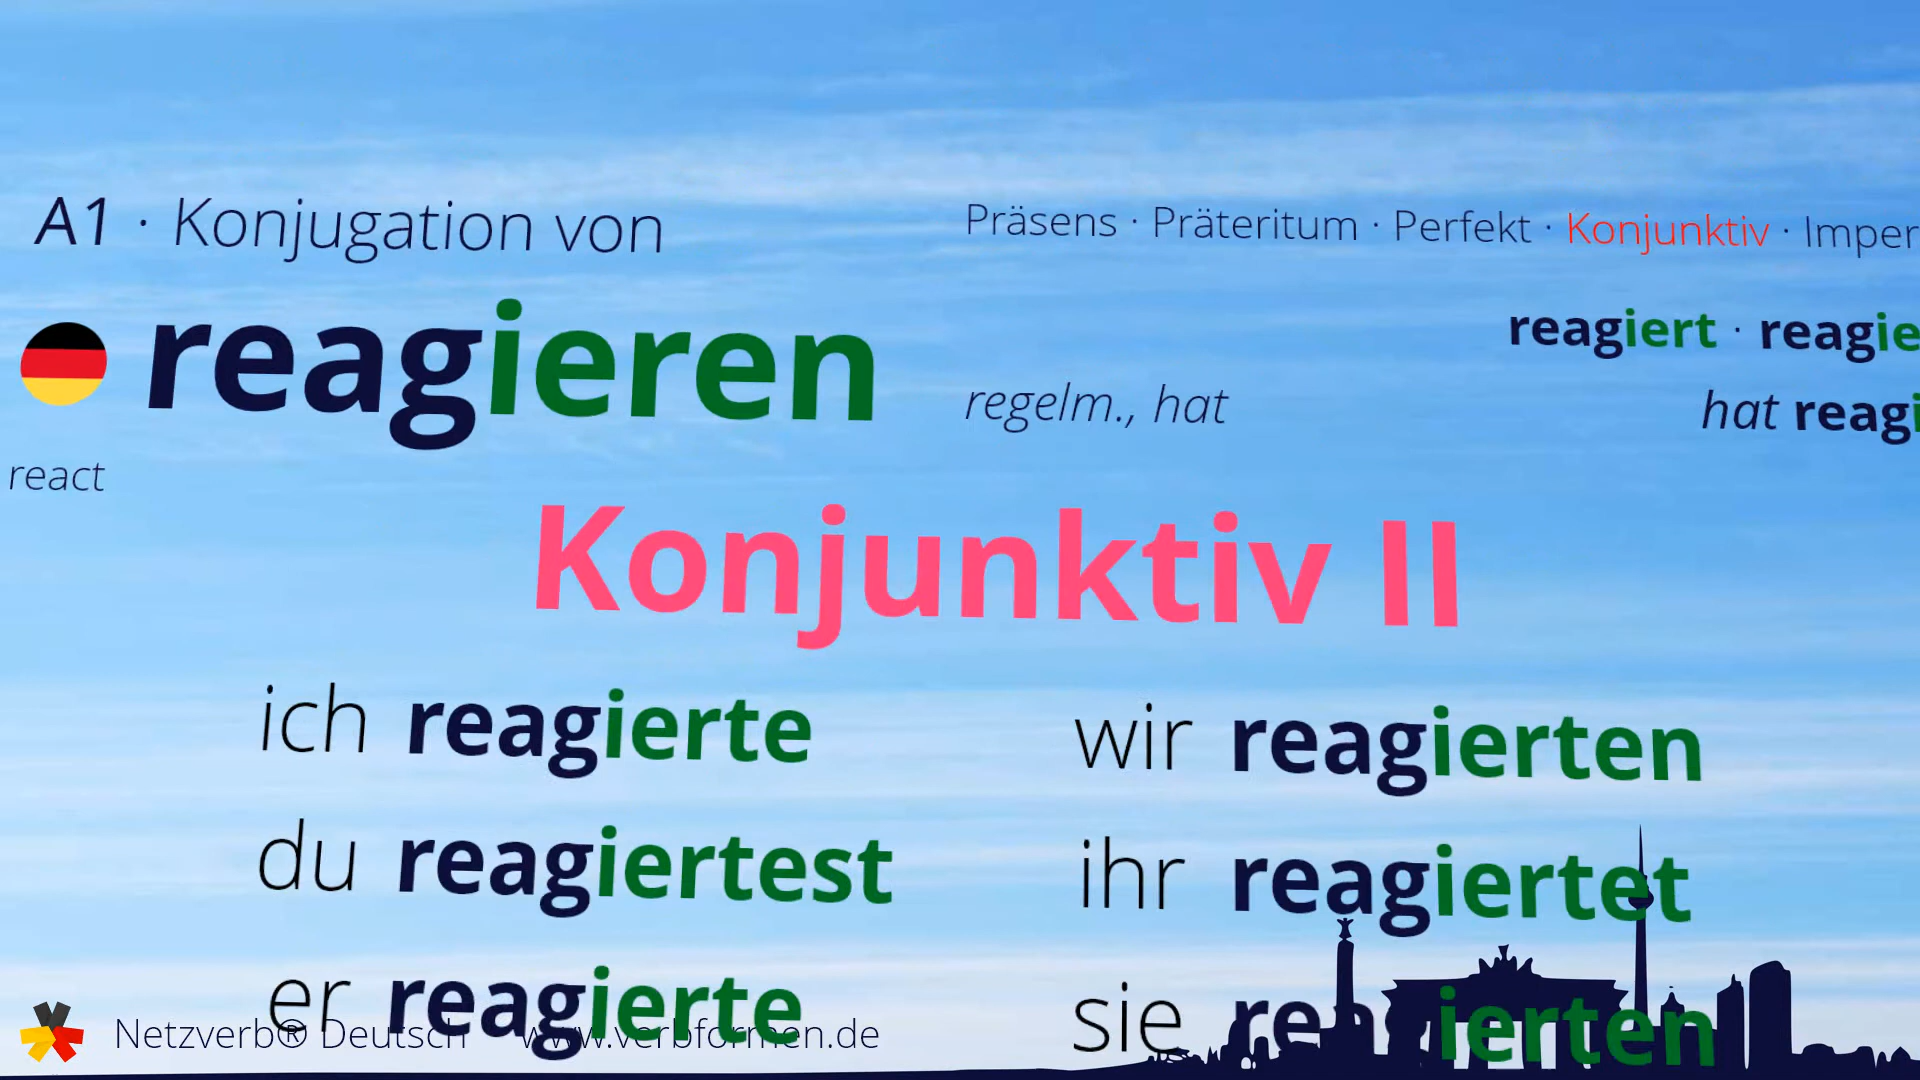 A1 · Konjugation von
Präsens · Präteritum · Perfekt · Konjunktiv · Imper
reagieren
regelm., hat
reagiert · reagie
hat reagi
react
Konjunktiv II
ich reagierte
wir reagierten
du reagiertest
ihr reagiertet
er reagierte
sie reagierten
Netzverb® Deutsch www.verbformen.de